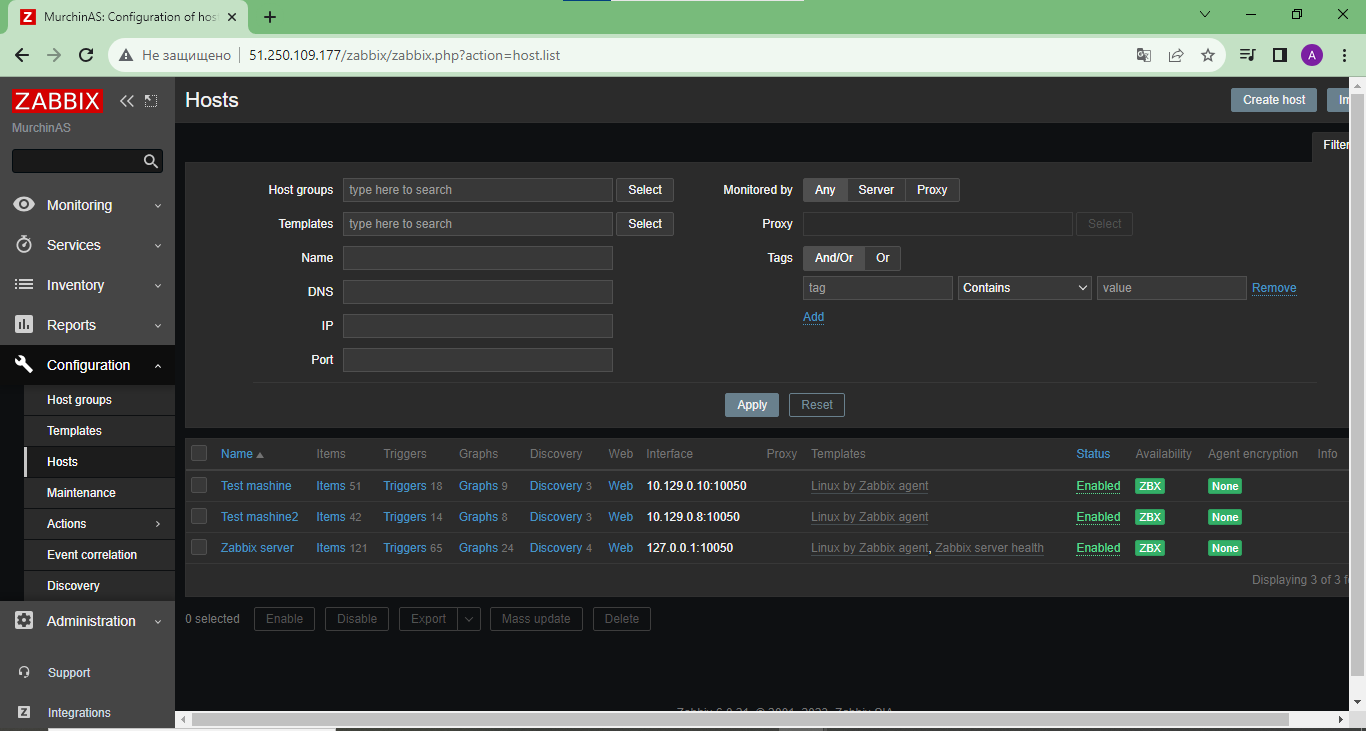 Z MurchinAS: Configuration of hos
Не защищено 51.250.109.177/zabbix/zabbix.php?action=host.list A
ZABBIX
MurchinAS
Monitoring
Services
Inventory
Reports
Configuration
Host groups
Templates
Hosts
Maintenance
Actions
Event correlation
Discovery
Administration
Support
Z Integrations
Hosts
Create host Im
Filter
Host groups type here to search Select
Templates type here to search Select
Name
DNS
IP
Port
Monitored by Any Server Proxy
Proxy Select
Tags And/Or Or
tag Contains value Remove
Add
Apply Reset
Name Items Triggers Graphs Discovery Web Interface Proxy Templates Status Availability Agent encryption Info
Test mashine Items 51 Triggers 18 Graphs 9 Discovery 3 Web 10.129.0.10:10050 Linux by Zabbix agent Enabled ZBX None
Test mashine2 Items 42 Triggers 14 Graphs 8 Discovery 3 Web 10.129.0.8:10050 Linux by Zabbix agent Enabled ZBX None
Zabbix server Items 121 Triggers 65 Graphs 24 Discovery 4 Web 127.0.0.1:10050 Linux by Zabbix agent, Zabbix server health Enabled ZBX None
Displaying 3 of 3 f
0 selected Enable Disable Export Mass update Delete